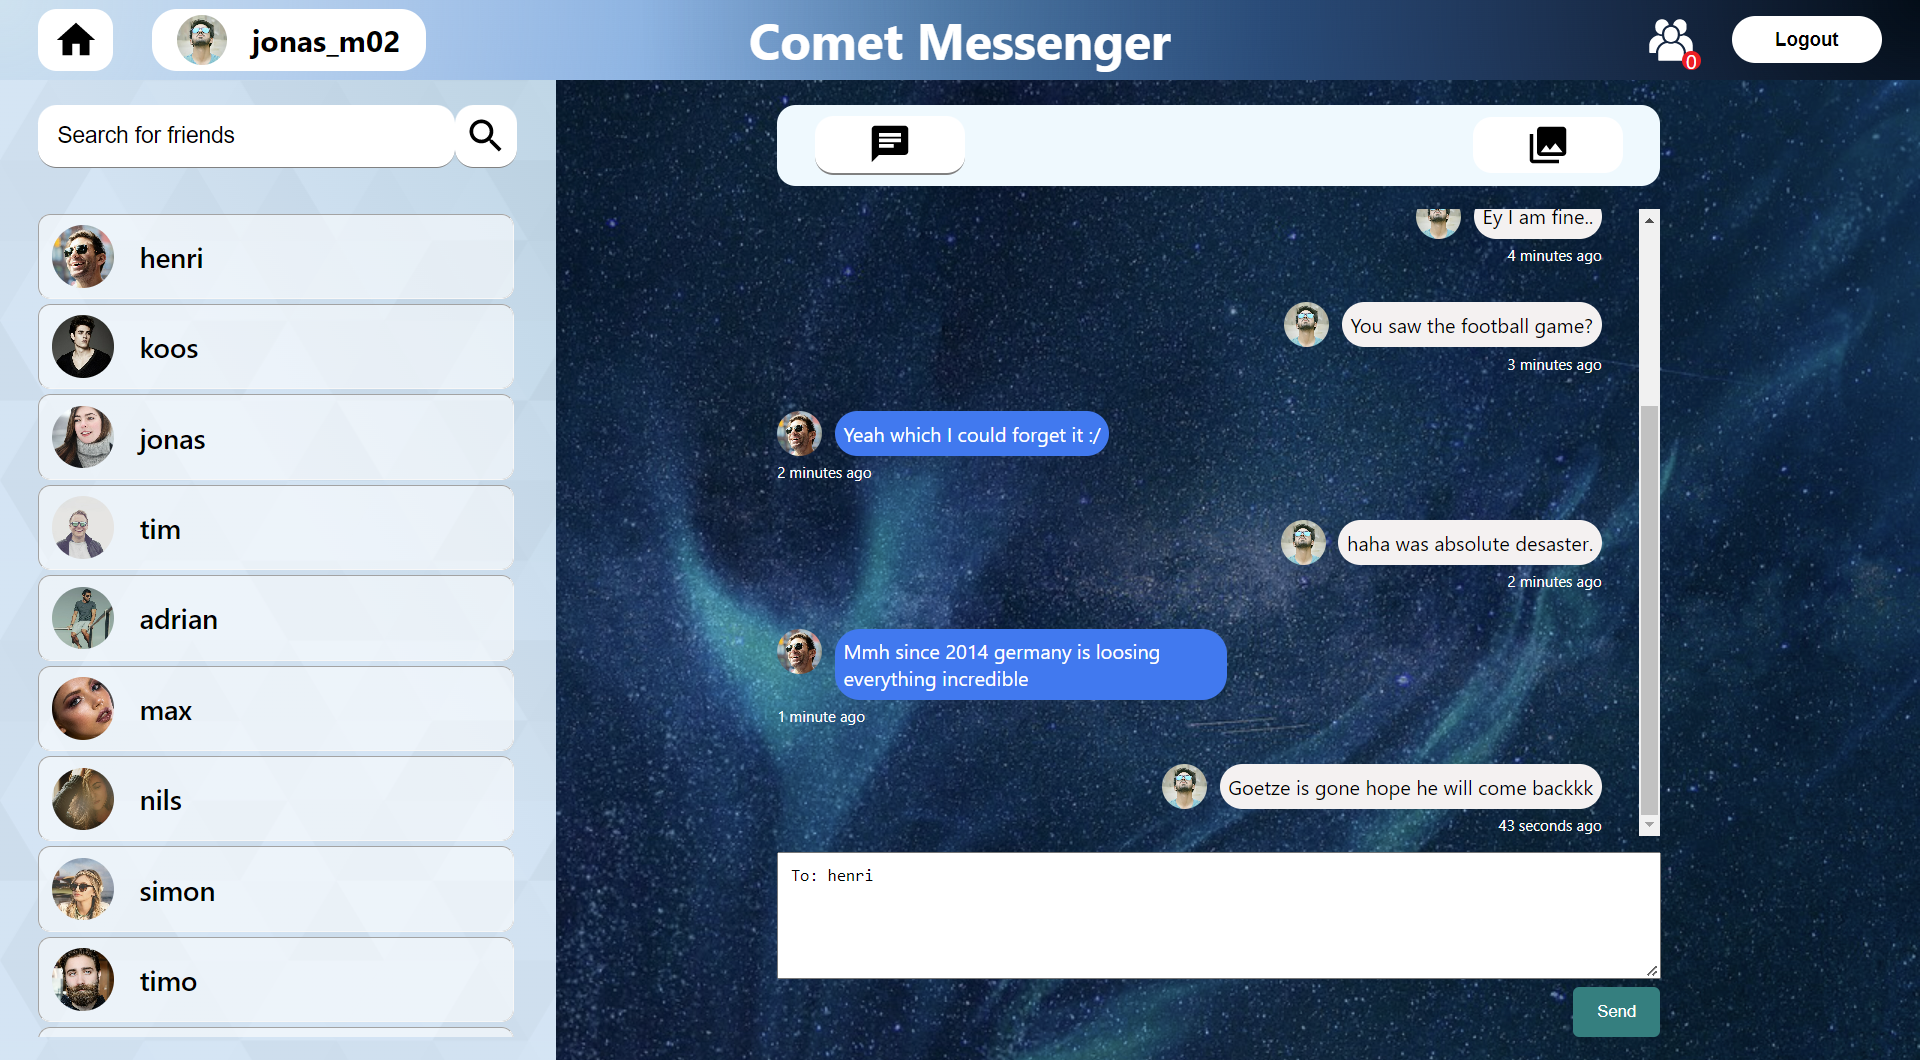 jonas_m02
Comet Messenger
0
Logout
Search for friends
henri
koos
jonas
tim
adrian
max
nils
simon
timo
Ey I am fine..
4 minutes ago
You saw the football game?
3 minutes ago
Yeah which I could forget it :/
2 minutes ago
haha was absolute desaster.
2 minutes ago
Mmh since 2014 germany is loosing
everything incredible
1 minute ago
Goetze is gone hope he will come backkk
43 seconds ago
To: henri
Send